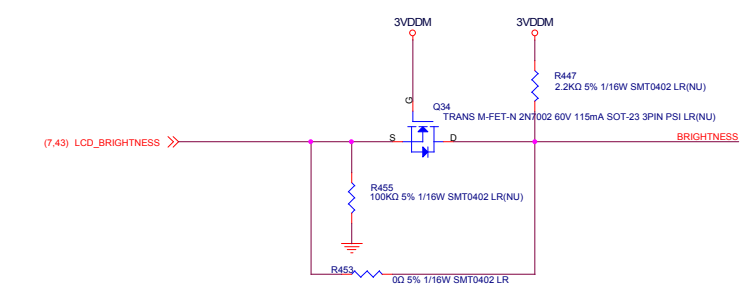 3VDDM
3VDDM
R447
2.2KΩ 5% 1/16W SMT0402 LR(NU)
G
Q34
TRANS M-FET-N 2N7002 60V 115mA SOT-23 3PIN PSI LR(NU)
(7,43) LCD_BRIGHTNESS
S
D
BRIGHTNESS
R455
100KΩ 5% 1/16W SMT0402 LR(NU)
R453
0Ω 5% 1/16W SMT0402 LR